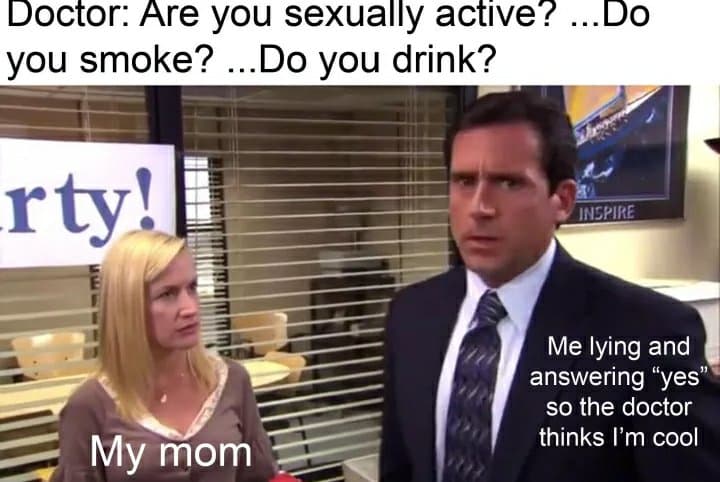 Doctor: Are you sexually active? ...Do
you smoke? ...Do you drink?
rty!
INSPIRE
Me lying and
answering “yes”
so the doctor
thinks I’m cool
My mom